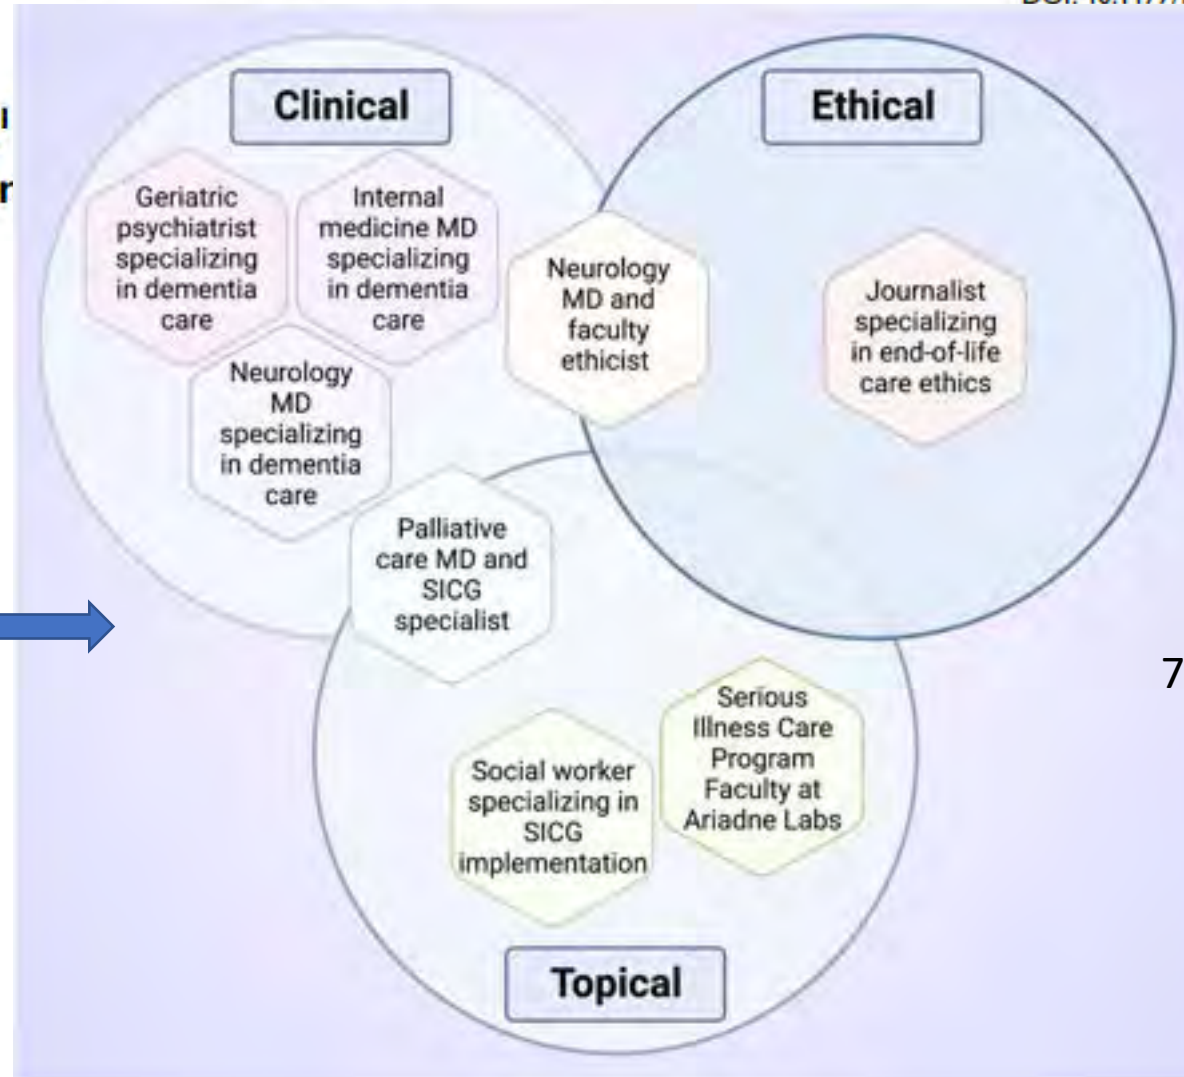 Clinical
Ethical
Geriatric
psychiatrist
specializing
in dementia
care
Internal
medicine MD
specializing
in dementia
care
Neurology
MD and
faculty
ethicist
Journalist
specializing
in end-of-life
care ethics
Neurology
MD
specializing
in dementia
care
Palliative
care MD and
SICG
specialist
7
Social worker
specializing in
SICG
implementation
Serious
Illness Care
Program
Faculty at
Ariadne Labs
Topical